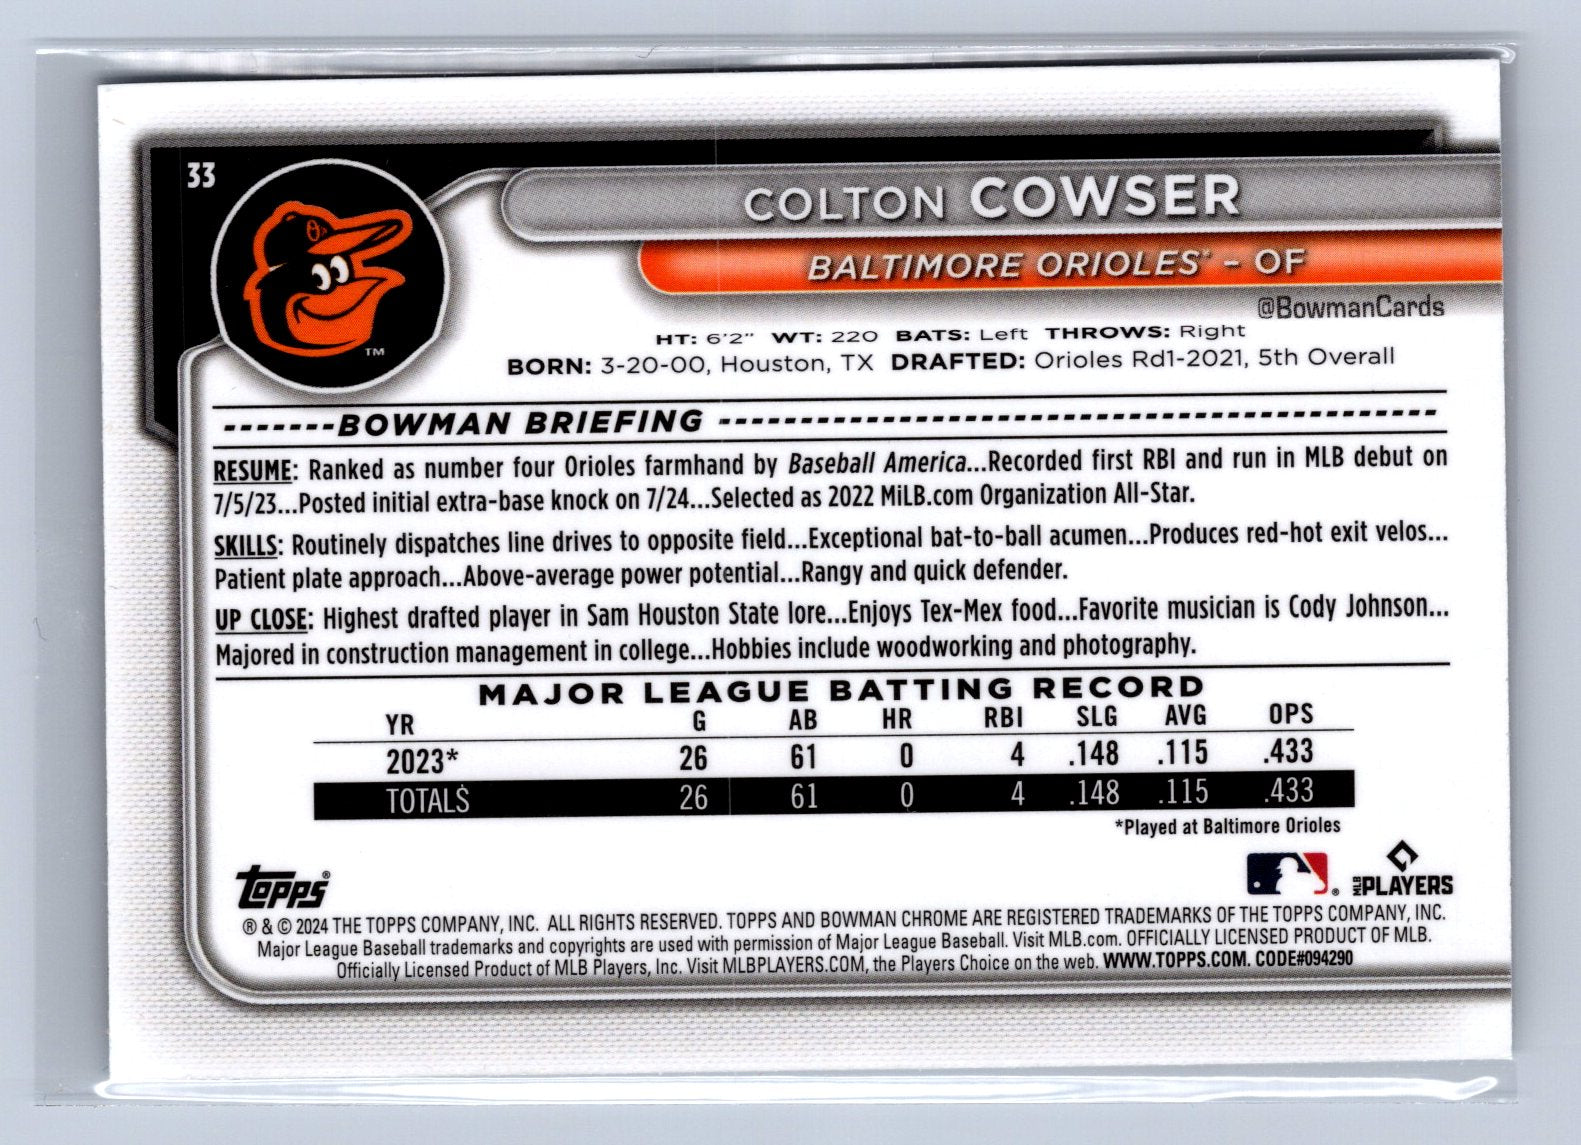 33
COLTON COWSER
BALTIMORE ORIOLES™ – OF
@BowmanCards
HT: 6'2" WT: 220 BATS: Left THROWS: Right
BORN: 3-20-00, Houston, TX DRAFTED: Orioles Rd1-2021, 5th Overall
TM
-------BOWMAN BRIEFING --------------------------------------------
RESUME: Ranked as number four Orioles farmhand by Baseball America...Recorded first RBI and run in MLB debut on
7/5/23...Posted initial extra-base knock on 7/24...Selected as 2022 MiLB.com Organization All-Star.
SKILLS: Routinely dispatches line drives to opposite field...Exceptional bat-to-ball acumen...Produces red-hot exit velos...
Patient plate approach...Above-average power potential...Rangy and quick defender.
UP CLOSE: Highest drafted player in Sam Houston State lore...Enjoys Tex-Mex food...Favorite musician is Cody Johnson...
Majored in construction management in college...Hobbies include woodworking and photography.
MAJOR LEAGUE BATTING RECORD
YR G AB HR RBI SLG AVG OPS
2023* 26 61 0 4 .148 .115 .433
TOTALS 26 61 0 4 .148 .115 .433
*Played at Baltimore Orioles
topps®
® MLB PLAYERS
® & © 2024 THE TOPPS COMPANY, INC. ALL RIGHTS RESERVED. TOPPS AND BOWMAN CHROME ARE REGISTERED TRADEMARKS OF THE TOPPS COMPANY, INC.
Major League Baseball trademarks and copyrights are used with permission of Major League Baseball. Visit MLB.com. OFFICIALLY LICENSED PRODUCT OF MLB.
Officially Licensed Product of MLB Players, Inc. Visit MLBPLAYERS.COM, the Players Choice on the web. WWW.TOPPS.COM. CODE#094290